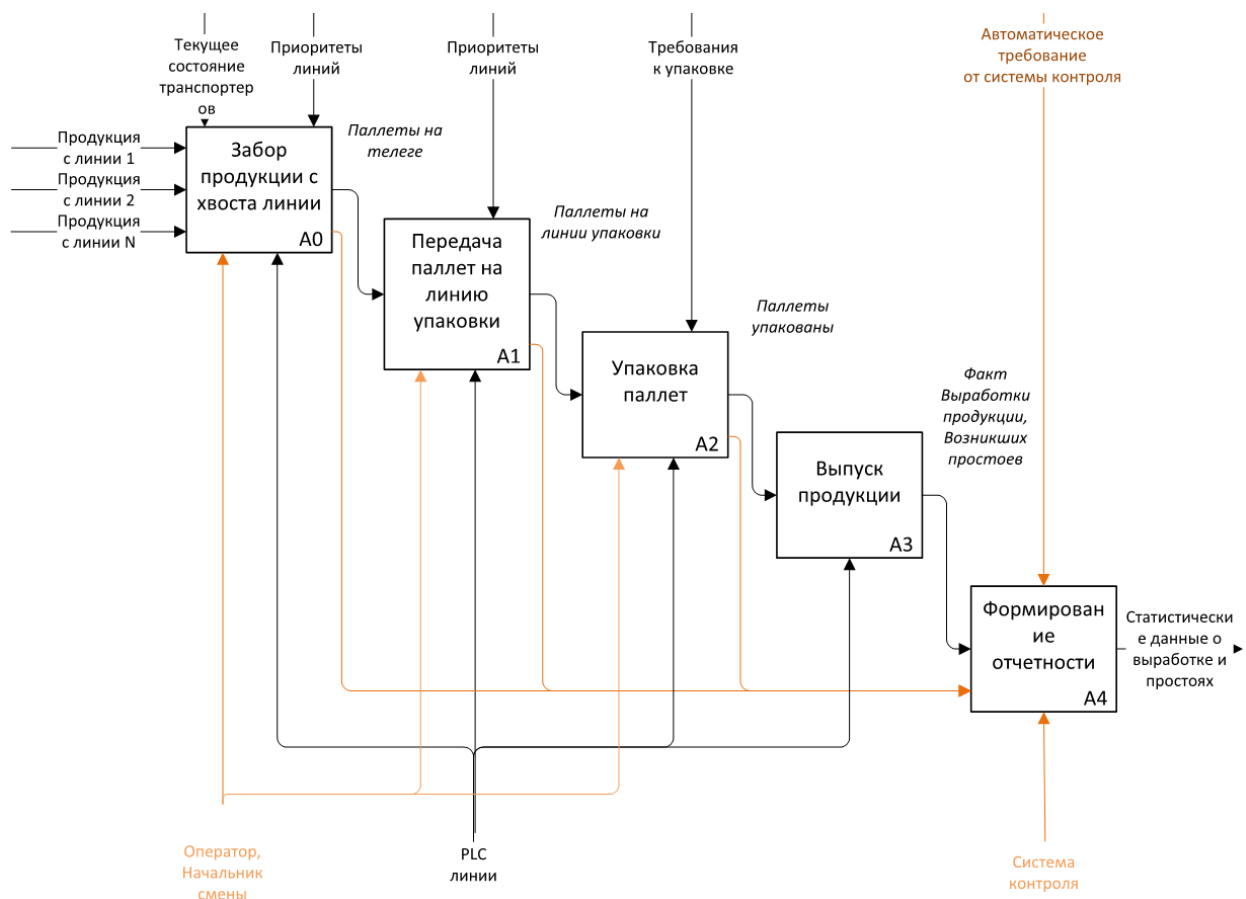 Текущее
состояние
транспортер
ов
Приоритеты
линий
Приоритеты
линий
Требования
к упаковке
Автоматическое
требование
от системы контроля
Продукция
с линии 1
Продукция
с линии 2
Продукция
с линии N
Забор
продукции с
хвоста линии
A0
Паллеты на
телеге
Передача
паллет на
линию
упаковки
A1
Паллеты на
линии упаковки
Упаковка
паллет
A2
Паллеты
упакованы
Выпуск
продукции
A3
Факт
Выработки
продукции,
Возникших
простоев
Формирован
ие
отчетности
A4
Статистически
е данные о
выработке и
простоях
Оператор,
Начальник
смены
PLC
линии
Система
контроля